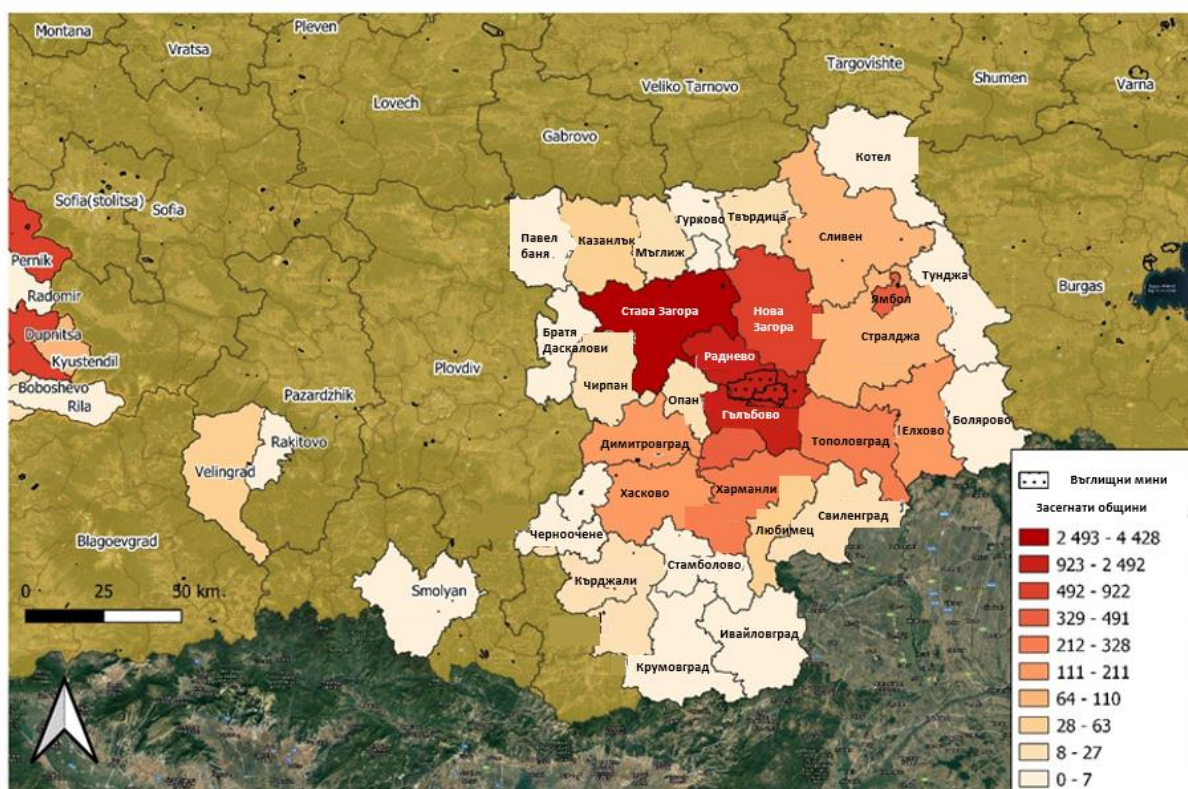 Montana
Pleven
Vratsa
Lovech
Veliko Tarnovo
Targovishte
Shumen
Varna
Gabrovo
Котел
Sofia(stolitsa)
Sofia
Павел
баня
Казанлък
Мъглиж
Гурково
Твърдица
Сливен
Тунджа
Burgas
Pernik
Radomir
Dupnitsa
Kyustendil
Boboshevo
Rila
Стара Загора
Нова
Загора
Ямбол
Стралджа
Братя
Даскалови
Plovdiv
Раднево
Чирпан
Опан
Pazardzhik
Гълъбово
Болярово
Rakitovo
Velingrad
Димитровград
Тополовград
Елхово
Хасково
Харманли
Свиленград
Любимец
Черноочене
Blagoevgrad
Стамболово
Кърджали
Smolyan
Ивайловград
Крумовград
0 25 50 km.
Въглищни мини
Засегнати общини
2 493 - 4 428
923 - 2 492
492 - 922
329 - 491
212 - 328
111 - 211
64 - 110
28 - 63
8 - 27
0 - 7